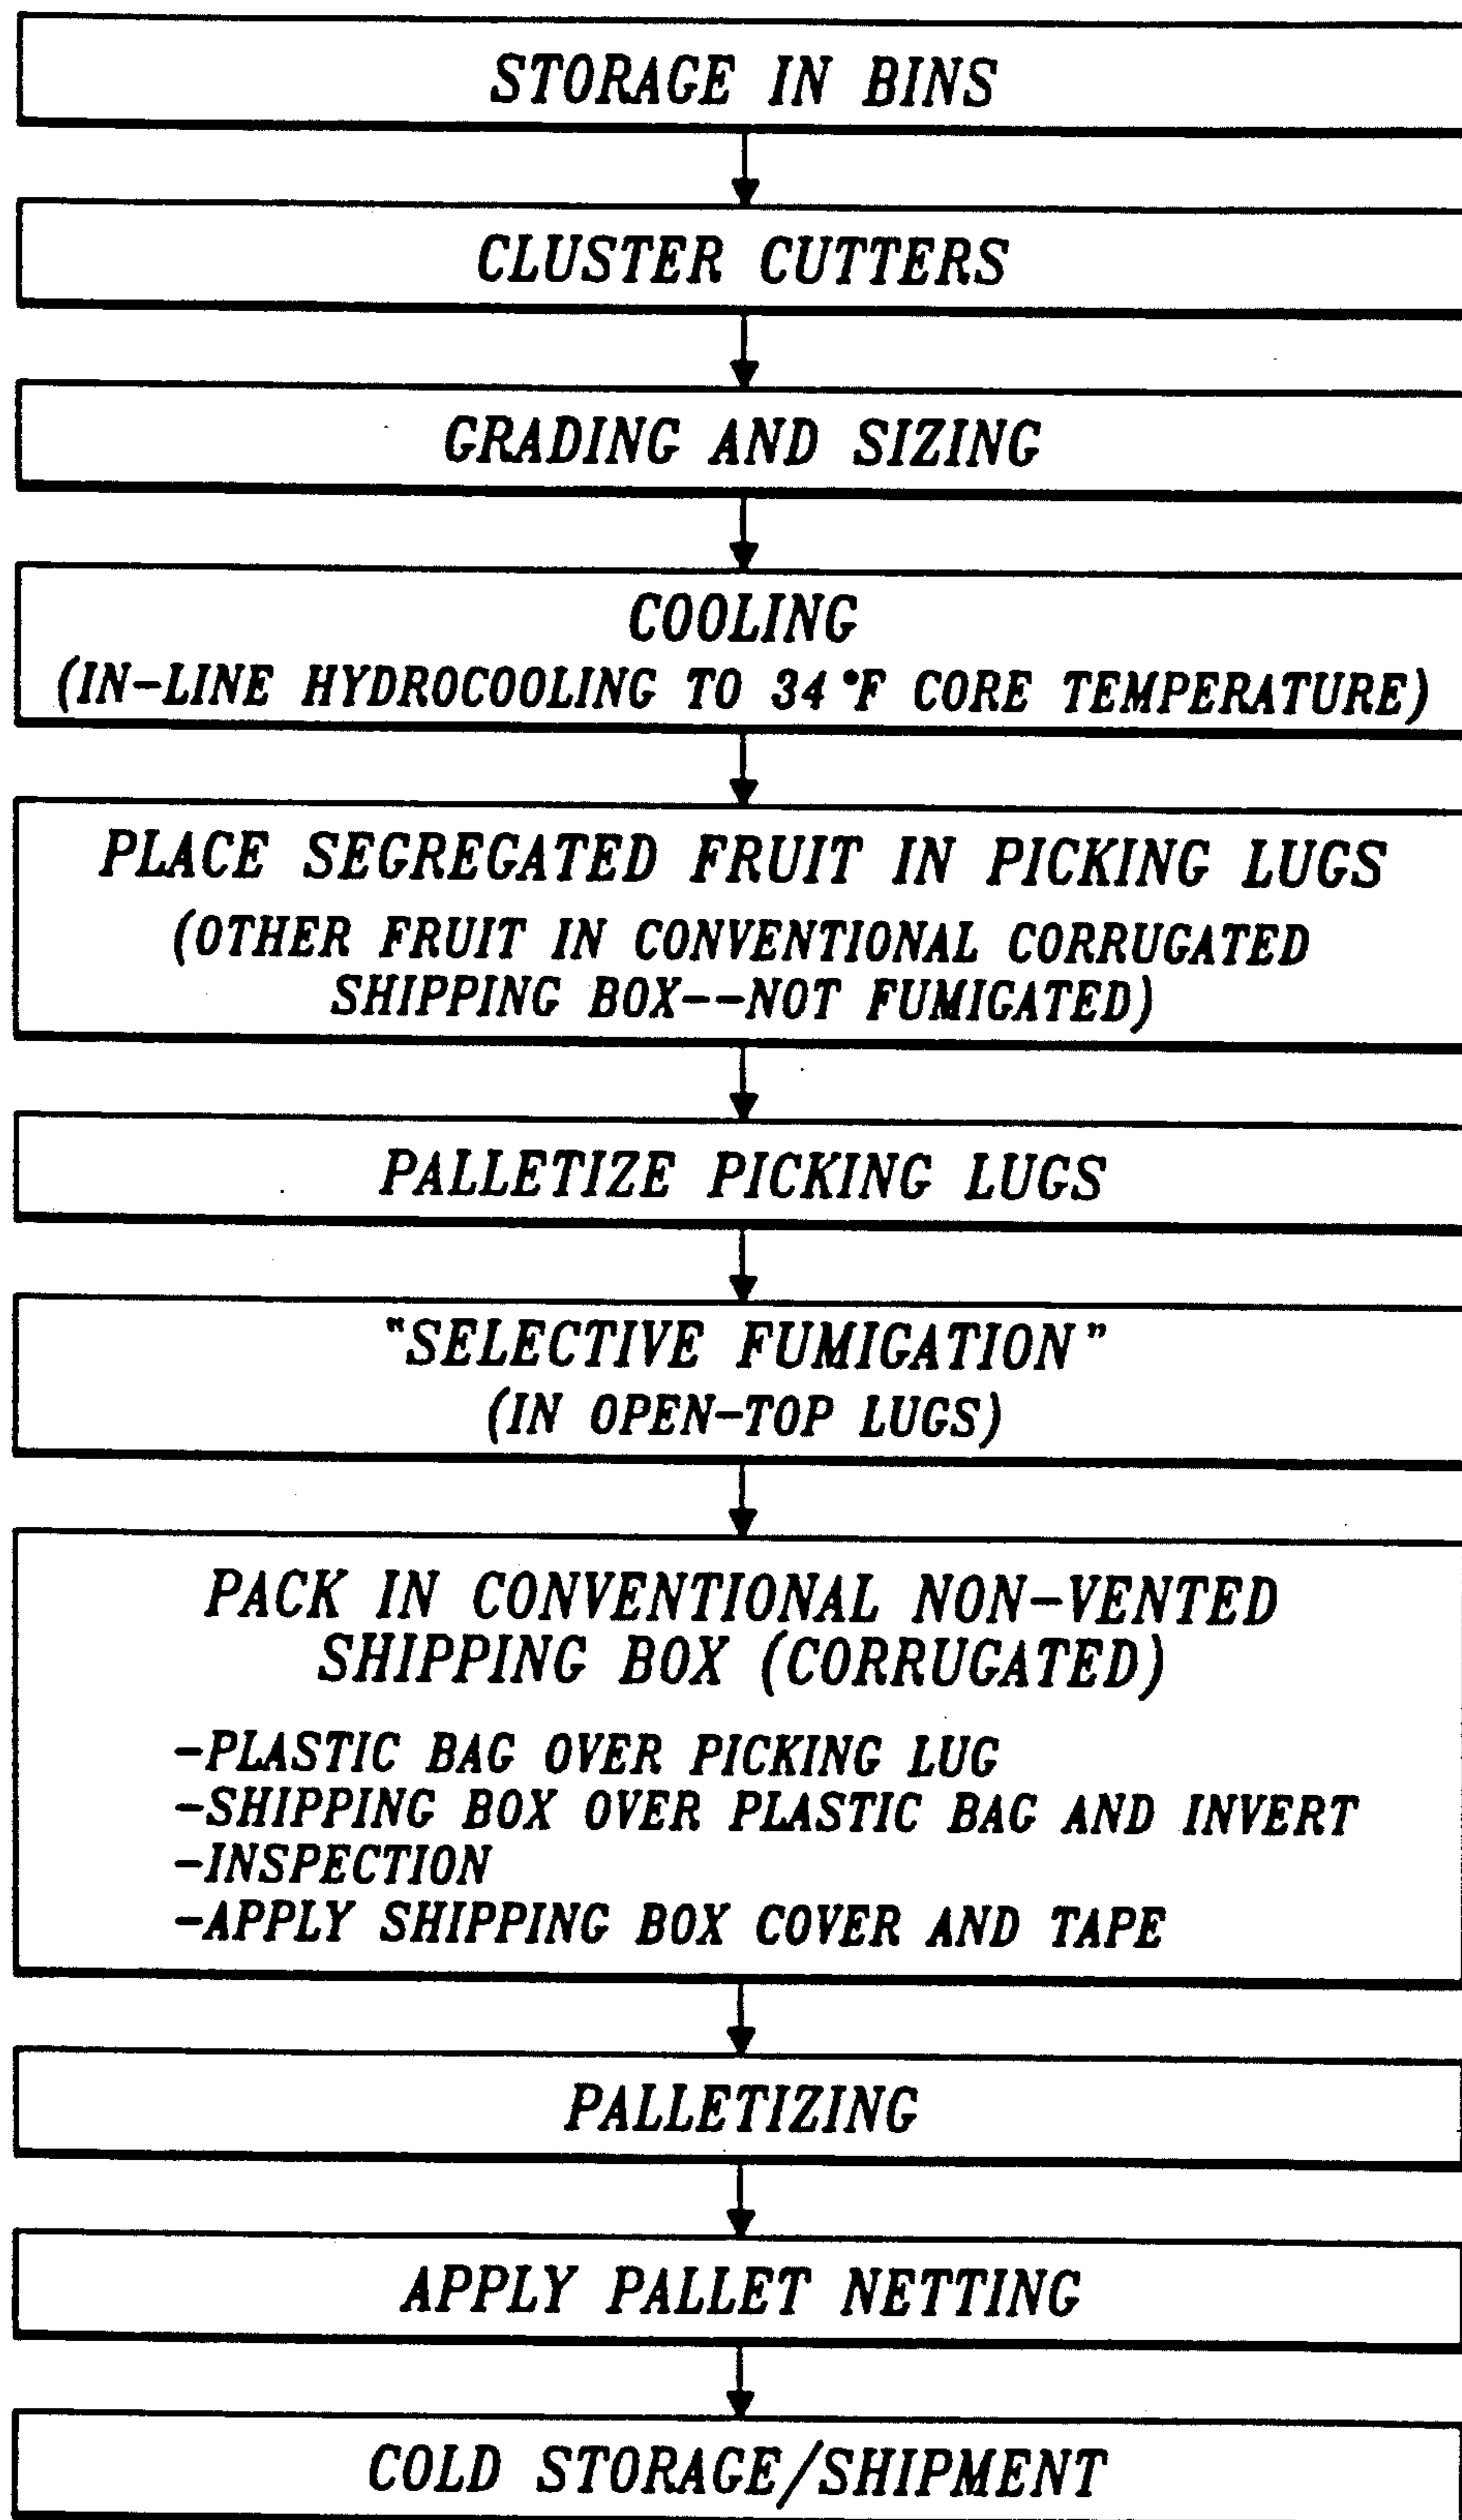 STORAGE IN BINS
CLUSTER CUTTERS
GRADING AND SIZING
COOLING
(IN-LINE HYDROCOOLING TO 34°F CORE TEMPERATURE)
PLACE SEGREGATED FRUIT IN PICKING LUGS
(OTHER FRUIT IN CONVENTIONAL CORRUGATED
SHIPPING BOX--NOT FUMIGATED)
PALLETIZE PICKING LUGS
"SELECTIVE FUMIGATION"
(IN OPEN-TOP LUGS)
PACK IN CONVENTIONAL NON-VENTED
SHIPPING BOX (CORRUGATED)
-PLASTIC BAG OVER PICKING LUG
-SHIPPING BOX OVER PLASTIC BAG AND INVERT
-INSPECTION
-APPLY SHIPPING BOX COVER AND TAPE
PALLETIZING
APPLY PALLET NETTING
COLD STORAGE/SHIPMENT